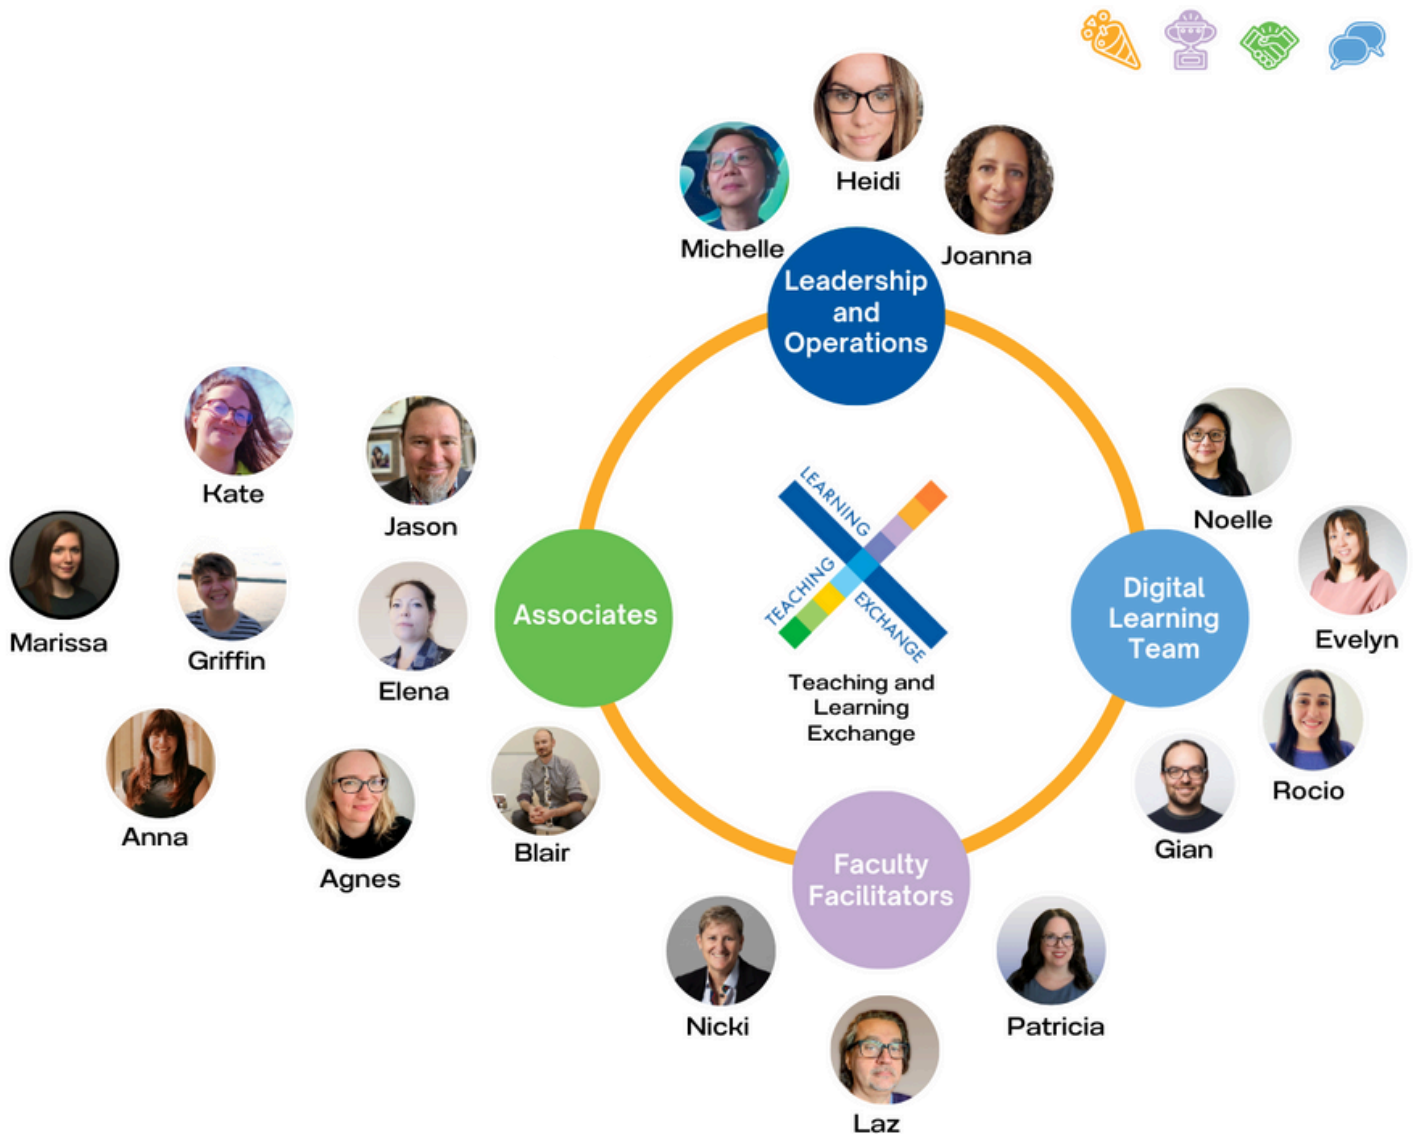 Heidi
Michelle
Joanna
Leadership
and
Operations
Kate
Jason
Noelle
Marissa
Griffin
Elena
Associates
LEARNING
TEACHING
EXCHANGE
Teaching and
Learning
Exchange
Digital
Learning
Team
Evelyn
Rocio
Gian
Anna
Agnes
Blair
Faculty
Facilitators
Nicki
Laz
Patricia